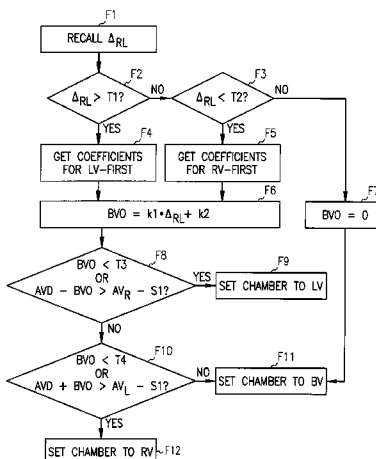 F1
RECALL Δ_RL
F2
Δ_RL > T1?
NO
F3
Δ_RL < T2?
NO
YES
YES
F4
GET COEFFICIENTS
FOR LV-FIRST
F5
GET COEFFICIENTS
FOR RV-FIRST
F6
BVO = k1•Δ_RL + k2
F7
BVO = 0
F8
BVO < T3
OR
AVD – BVO > AV_R – S1?
YES
F9
SET CHAMBER TO LV
NO
F10
BVO < T4
OR
AVD + BVO > AV_L – S1?
NO
F11
SET CHAMBER TO BV
YES
SET CHAMBER TO RV
F12